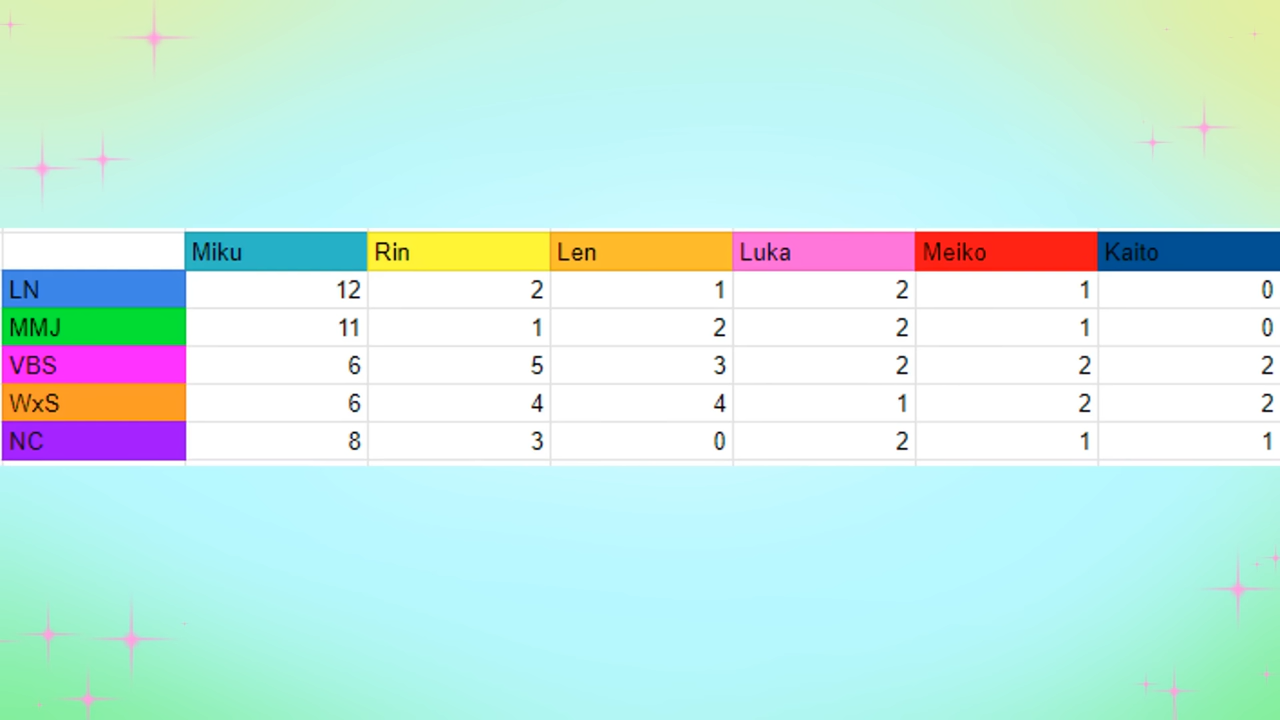 Miku Rin Len Luka Meiko Kaito
LN 12 2 1 2 1 0
MMJ 11 1 2 2 1 0
VBS 6 5 3 2 2 2
WxS 6 4 4 1 2 2
NC 8 3 0 2 1 1